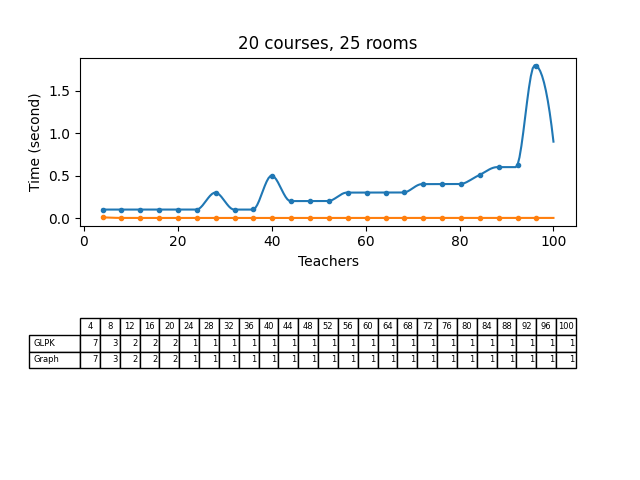 20 courses, 25 rooms
Time (second)
1.5
1.0
0.5
0.0
0 20 40 60 80 100
Teachers
4 8 12 16 20 24 28 32 36 40 44 48 52 56 60 64 68 72 76 80 84 88 92 96 100
GLPK 7 3 2 2 2 1 1 1 1 1 1 1 1 1 1 1 1 1 1 1 1 1 1 1 1
Graph 7 3 2 2 2 1 1 1 1 1 1 1 1 1 1 1 1 1 1 1 1 1 1 1 1